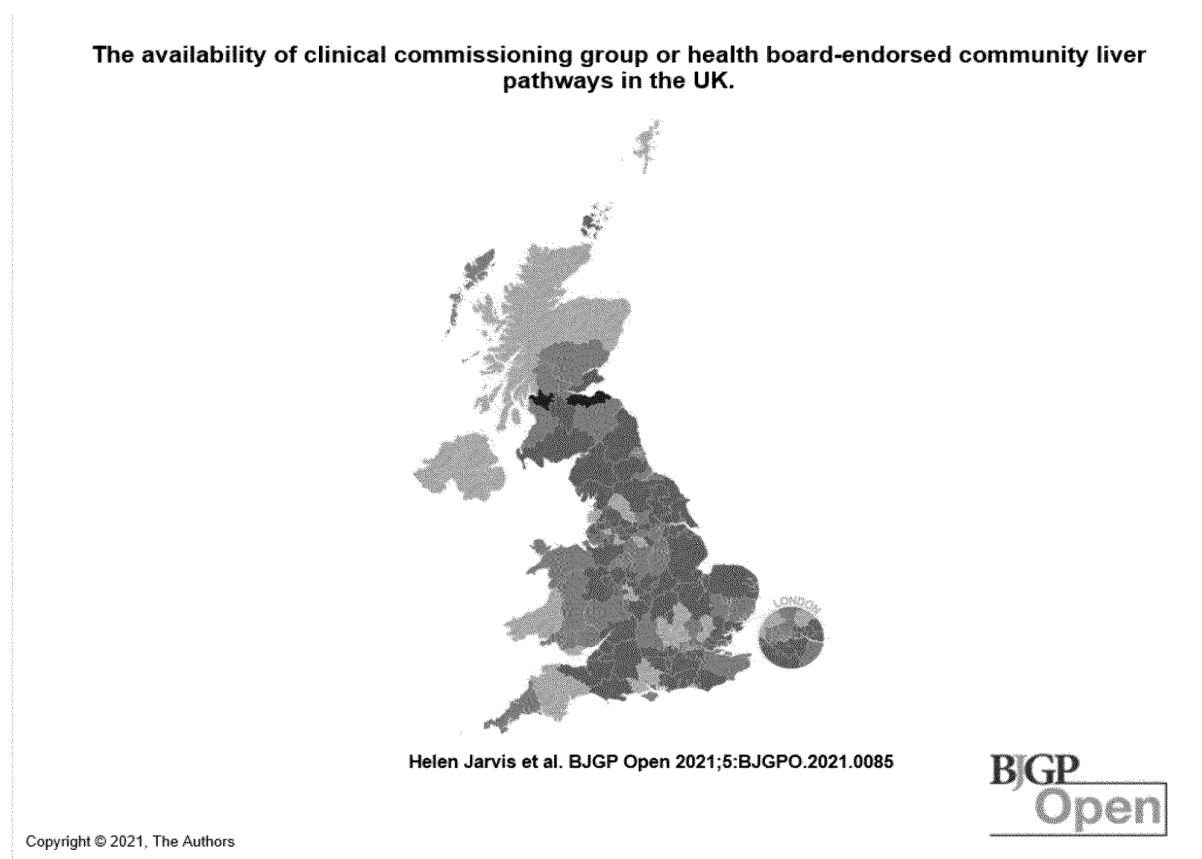 The availability of clinical commissioning group or health board-endorsed community liver
pathways in the UK.
LONDON
Helen Jarvis et al. BJGP Open 2021;5:BJGPO.2021.0085
BJGP
Open
Copyright © 2021, The Authors